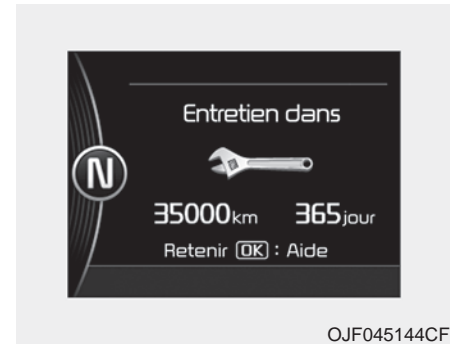 Entretien dans
N
35000km 365jour
Retenir OK : Aide
OJF045144CF